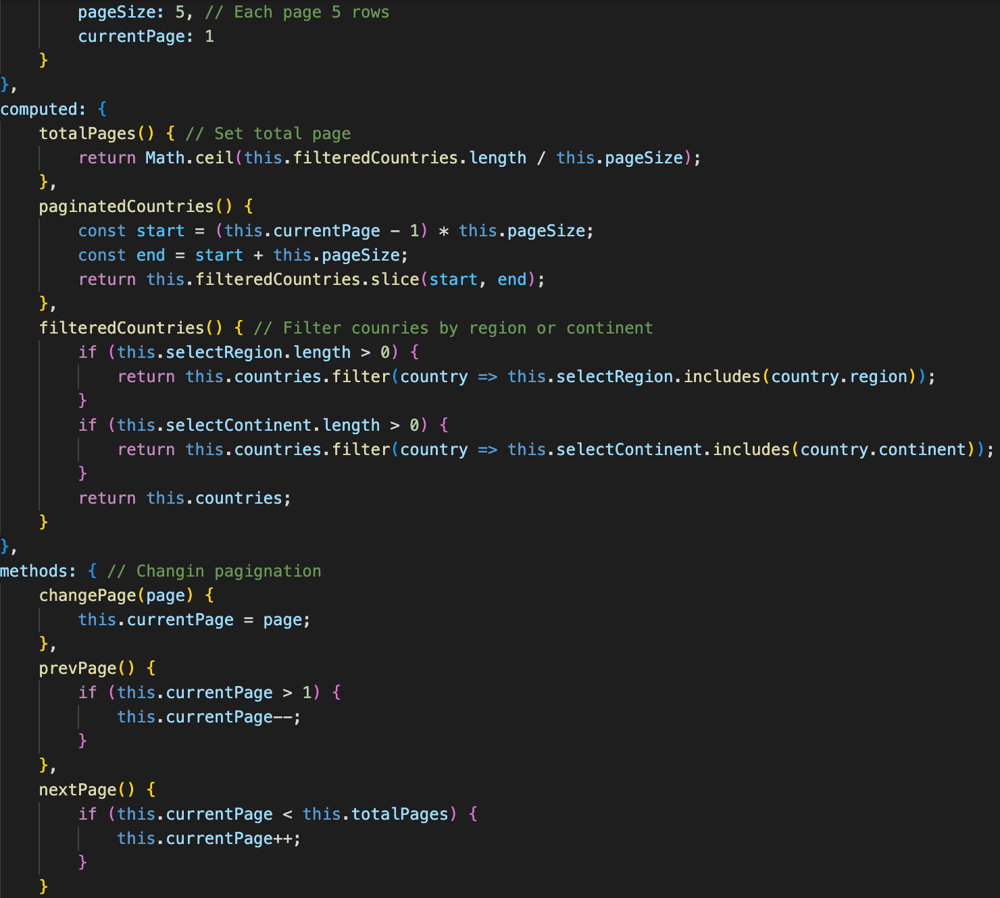 pageSize: 5, // Each page 5 rows
currentPage: 1
}
},
computed: {
totalPages() { // Set total page
return Math.ceil(this.filteredCountries.length / this.pageSize);
},
paginatedCountries() {
const start = (this.currentPage - 1) * this.pageSize;
const end = start + this.pageSize;
return this.filteredCountries.slice(start, end);
},
filteredCountries() { // Filter counries by region or continent
if (this.selectRegion.length > 0) {
return this.countries.filter(country => this.selectRegion.includes(country.region));
}
if (this.selectContinent.length > 0) {
return this.countries.filter(country => this.selectContinent.includes(country.continent));
}
return this.countries;
}
},
methods: { // Changin pagignation
changePage(page) {
this.currentPage = page;
},
prevPage() {
if (this.currentPage > 1) {
this.currentPage--;
}
},
nextPage() {
if (this.currentPage < this.totalPages) {
this.currentPage++;
}
}